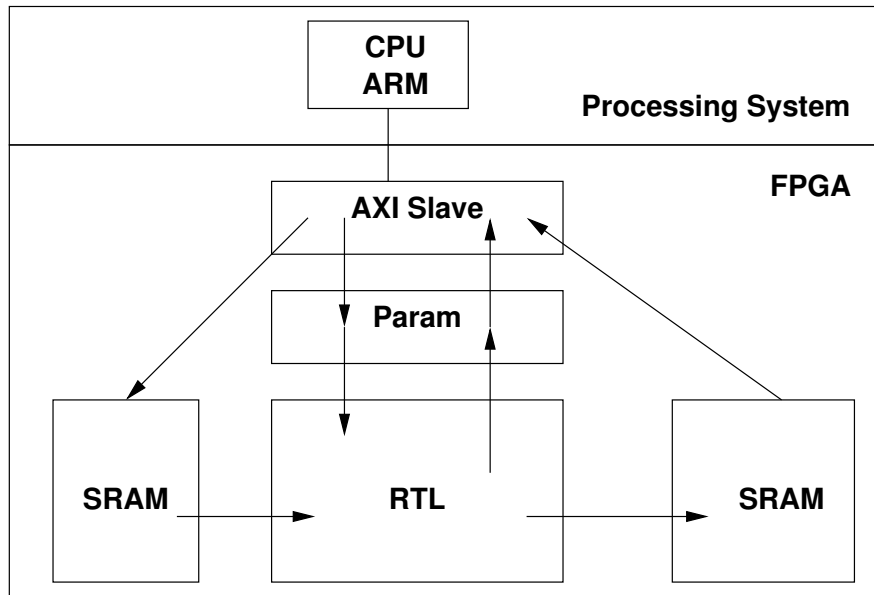 CPU
ARM
Processing System
FPGA
AXI Slave
Param
SRAM
RTL
SRAM